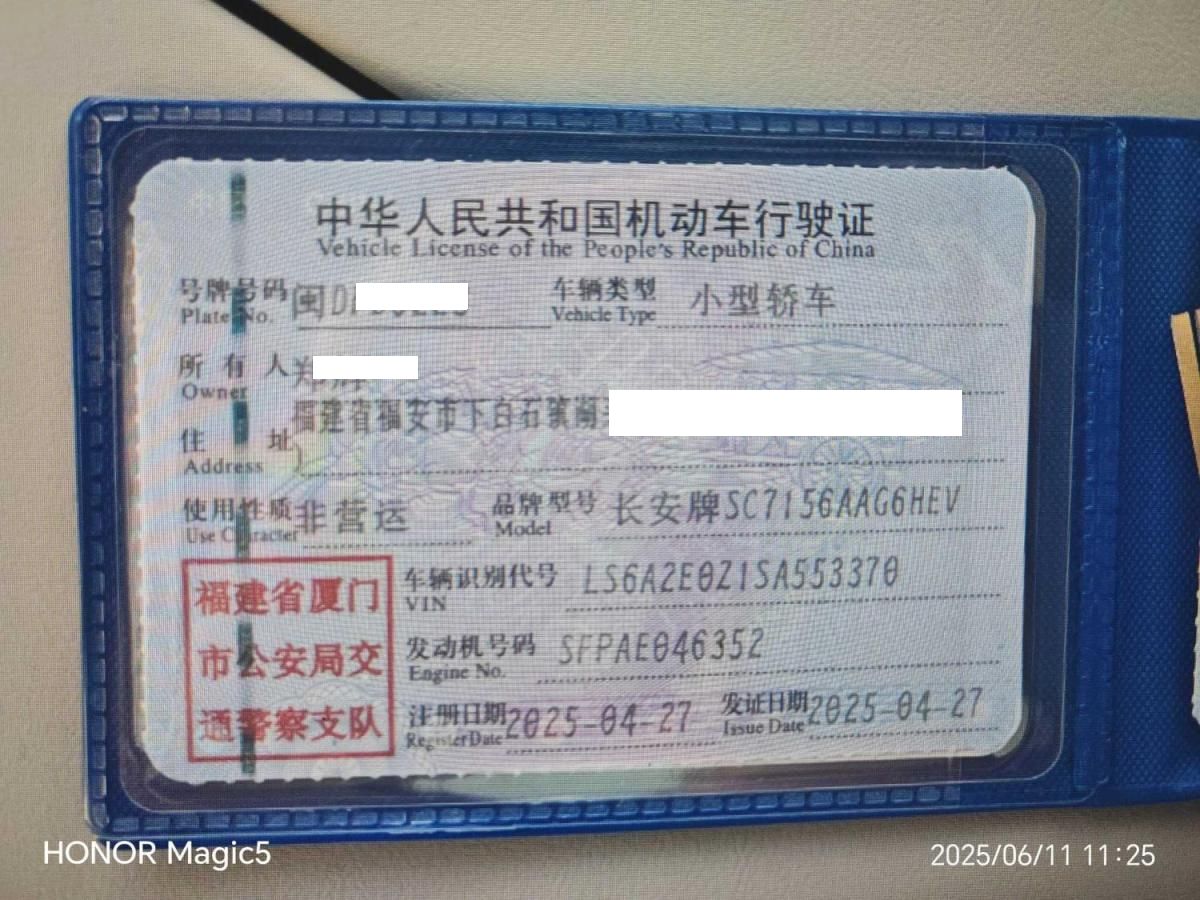 中华人民共和国机动车行驶证
Vehicle License of the People's Republic of China
号牌号码 闽D 车辆类型 小型轿车
Plate No. Vehicle Type
所有人
Owner
福建省福安市下白石镇
住址
Address
使用性质 非营运 品牌型号 长安牌SC7156AAG6HEV
Use Character Model
福建省厦门
市公安局交
通警察支队
车辆识别代号 LS6A2E0Z1SA553370
VIN
发动机号码 SFPAE046352
Engine No.
注册日期 2025-04-27 发证日期 2025-04-27
Register Date Issue Date
HONOR Magic5
2025/06/11 11:25